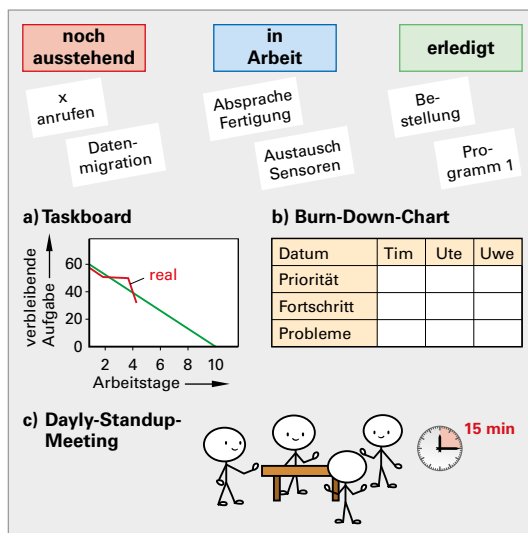 noch
ausstehend
in
Arbeit
erledigt
x
anrufen
Daten-
migration
Absprache
Fertigung
Austausch
Sensoren
Be-
stellung
Pro-
gramm 1
a) Taskboard
b) Burn-Down-Chart
verbleibende
Aufgabe
60
40
20
0
real
2 4 6 8 10
Arbeitstage
Datum Tim Ute Uwe
Priorität
Fortschritt
Probleme
c) Dayly-Standup-
Meeting
15 min